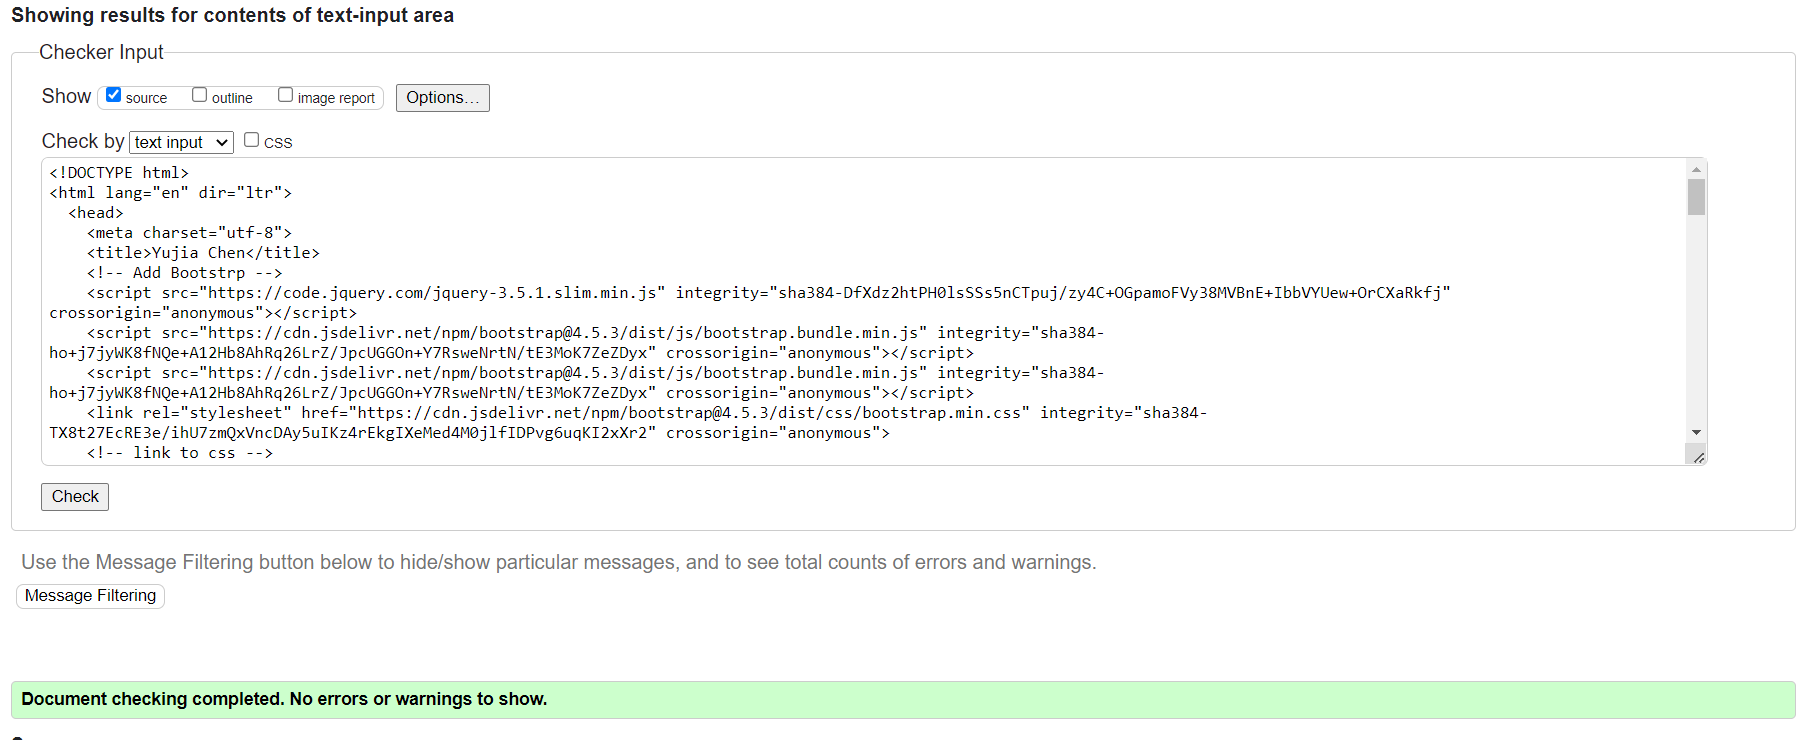 Showing results for contents of text-input area
Checker Input
Show source outline image report Options...
Check by text input CSS
<!DOCTYPE html>
<html lang="en" dir="ltr">
<head>
<meta charset="utf-8">
<title>Yujia Chen</title>
<!-- Add Bootstrp -->
<script src="https://code.jquery.com/jquery-3.5.1.slim.min.js" integrity="sha384-DfXdz2htPH0lsSSs5nCTpuj/zy4C+OGpamoFVy38MVBnE+IbbVYUew+OrCXaRkfj"
crossorigin="anonymous"></script>
<script src="https://cdn.jsdelivr.net/npm/bootstrap@4.5.3/dist/js/bootstrap.bundle.min.js" integrity="sha384-
ho+j7jyWK8fNQe+A12Hb8AhRq26LrZ/JpcUGGOn+Y7RsweNrtN/tE3MoK7ZeZDyx" crossorigin="anonymous"></script>
<script src="https://cdn.jsdelivr.net/npm/bootstrap@4.5.3/dist/js/bootstrap.bundle.min.js" integrity="sha384-
ho+j7jyWK8fNQe+A12Hb8AhRq26LrZ/JpcUGGOn+Y7RsweNrtN/tE3MoK7ZeZDyx" crossorigin="anonymous"></script>
<link rel="stylesheet" href="https://cdn.jsdelivr.net/npm/bootstrap@4.5.3/dist/css/bootstrap.min.css" integrity="sha384-
TX8t27EcRE3e/ihU7zmQxVncDAy5uIKz4rEkgIXeMed4M0jlfIDPvg6uqKI2xXr2" crossorigin="anonymous">
<!-- link to css -->
Check
Use the Message Filtering button below to hide/show particular messages, and to see total counts of errors and warnings.
Message Filtering
Document checking completed. No errors or warnings to show.